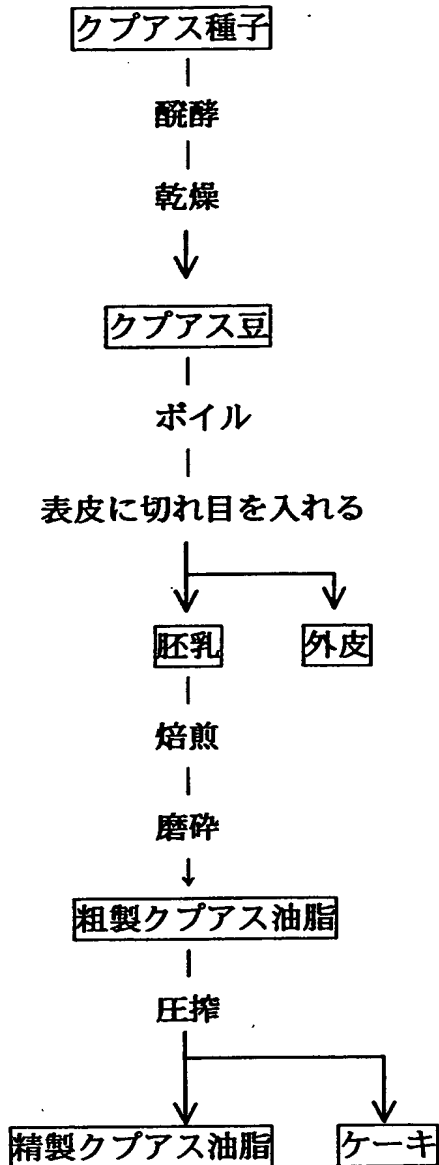 クプアス種子
醗酵
乾燥
クプアス豆
ボイル
表皮に切れ目を入れる
胚乳 外皮
焙煎
磨砕
粗製クプアス油脂
圧搾
精製クプアス油脂 ケーキ